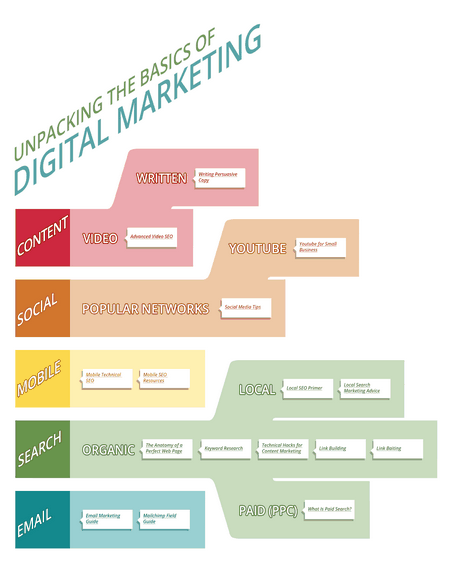 UNPACKING THE BASICS OF
DIGITAL MARKETING
WRITTEN
Writing Persuasive
Copy
CONTENT
VIDEO
Advanced Video SEO
YOUTUBE
Youtube for Small
Business
SOCIAL
POPULAR NETWORKS
Social Media Tips
MOBILE
Mobile Technical
SEO
Mobile SEO
Resources
LOCAL
Local SEO Primer
Local Search
Marketing Advice
SEARCH
ORGANIC
The Anatomy of a
Perfect Web Page
Keyword Research
Technical Hacks for
Content Marketing
Link Building
Link Baiting
EMAIL
Email Marketing
Guide
Mailchimp Field
Guide
PAID (PPC)
What is Paid Search?